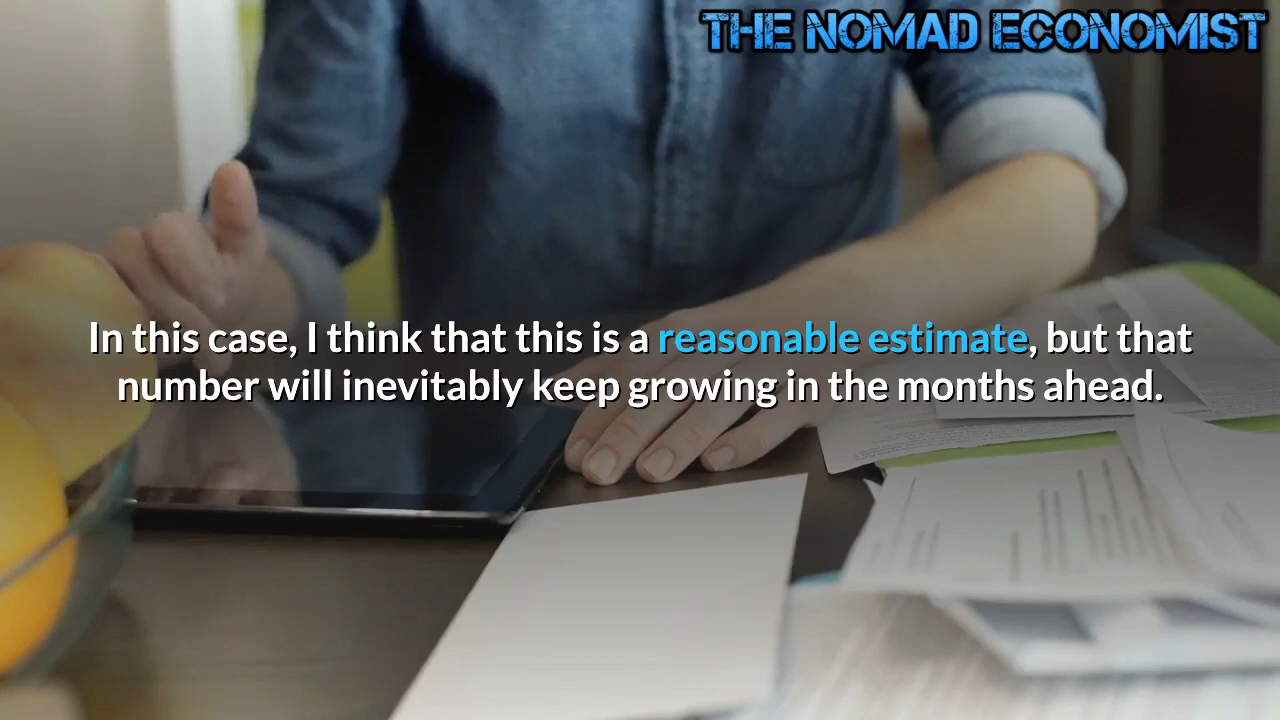 THE NOMAD ECONOMIST
In this case, I think that this is a reasonable estimate, but that
number will inevitably keep growing in the months ahead.